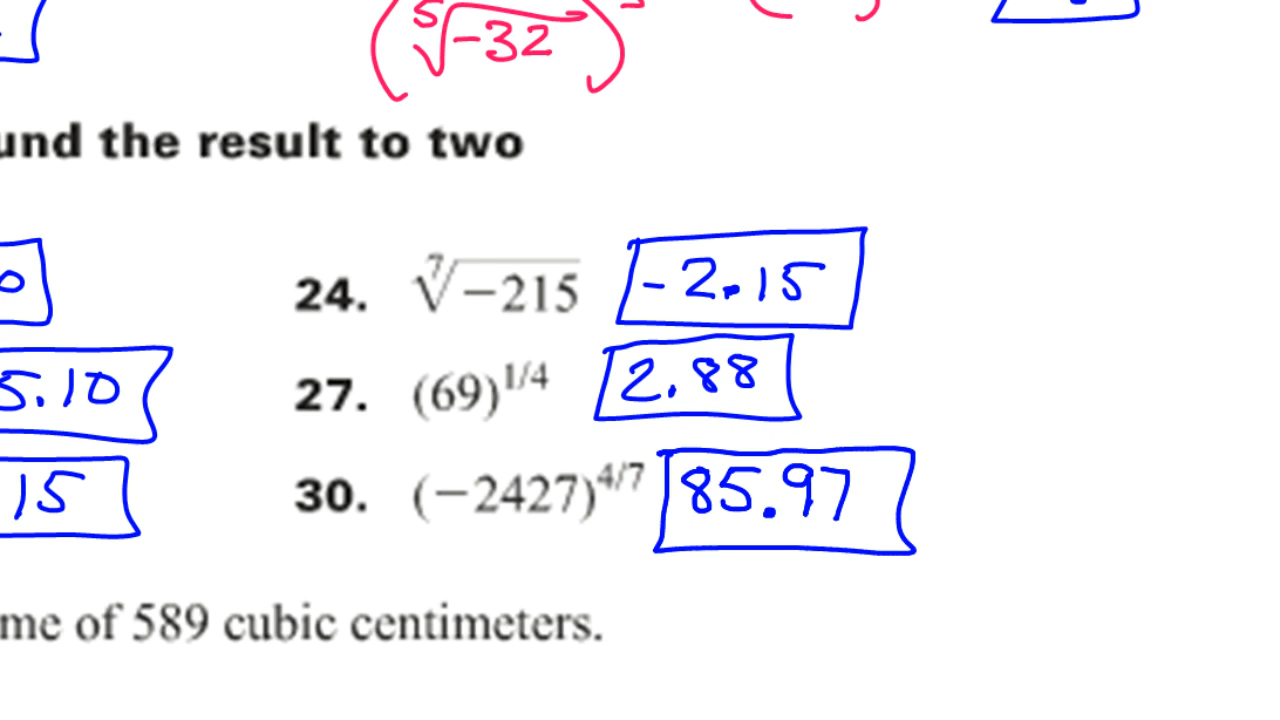 (⁵√-32)
und the result to two
0 24. ⁷√−215 -2.15
5.10 27. (69)^1/4 2.88
15 30. (−2427)^4/7 85.97
me of 589 cubic centimeters.